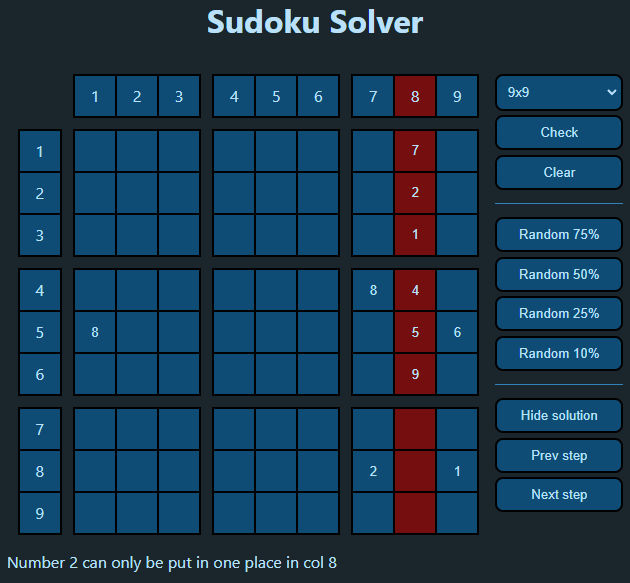 Sudoku Solver
1 2 3 4 5 6 7 8 9
9x9
Check
Clear
1 7
2 2
3 1
Random 75%
Random 50%
Random 25%
Random 10%
4 8 4
5 8 5 6
6 9
7
8 2 1
9
Hide solution
Prev step
Next step
Number 2 can only be put in one place in col 8